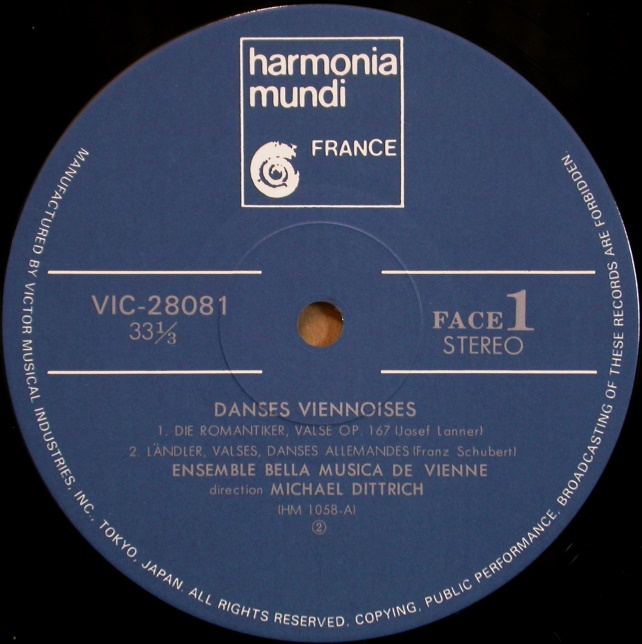 harmonia
mundi
FRANCE
VIC-28081
33⅓
FACE 1
STEREO
DANSES VIENNOISES
1. DIE ROMANTIKER, VALSE OP. 167 (Josef Lanner)
2. LÄNDLER, VALSES, DANSES ALLEMANDES (Franz Schubert)
ENSEMBLE BELLA MUSICA DE VIENNE
direction MICHAEL DITTRICH
(HM 1058-A)
②
MANUFACTURED BY VICTOR MUSICAL INDUSTRIES, INC., TOKYO, JAPAN. ALL RIGHTS RESERVED. COPYING, PUBLIC PERFORMANCE, BROADCASTING OF THESE RECORDS ARE FORBIDDEN.